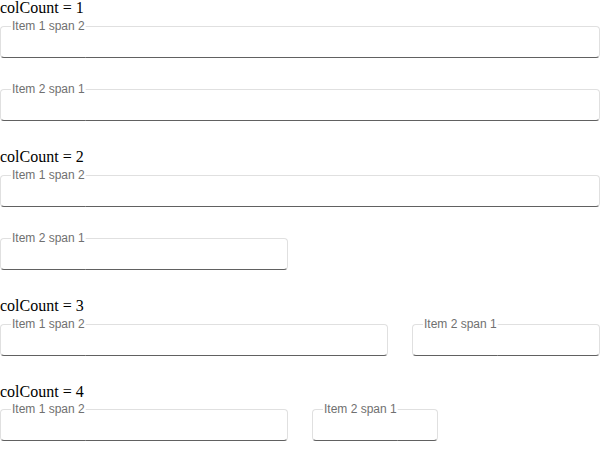 colCount = 1
Item 1 span 2
Item 2 span 1
colCount = 2
Item 1 span 2
Item 2 span 1
colCount = 3
Item 1 span 2 Item 2 span 1
colCount = 4
Item 1 span 2 Item 2 span 1